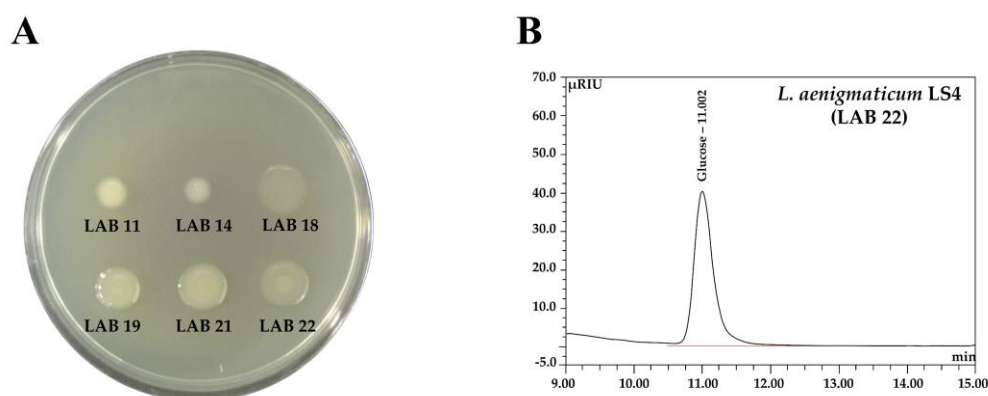 A
LAB 11
LAB 14
LAB 18
LAB 19
LAB 21
LAB 22
B
70.0
µRIU
60.0
50.0
40.0
30.0
20.0
10.0
-5.0
L. aenigmaticum LS4
(LAB 22)
Glucose – 11.002
min
9.00
10.00
11.00
12.00
13.00
14.00
15.00